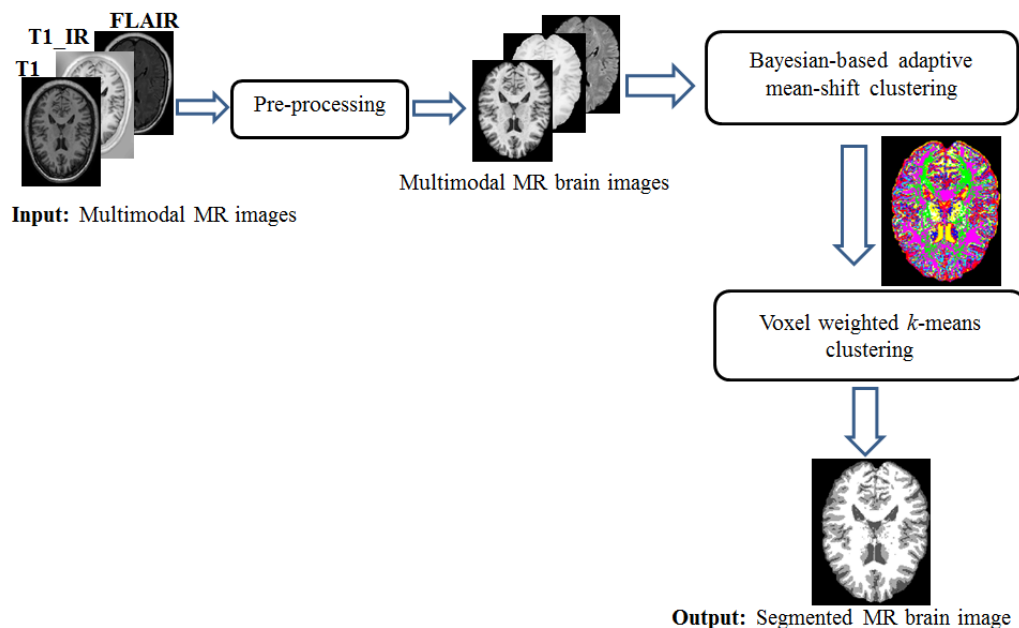 FLAIR
T1_IR
T1
Pre-processing
Bayesian-based adaptive
mean-shift clustering
Multimodal MR brain images
Input: Multimodal MR images
Voxel weighted k-means
clustering
Output: Segmented MR brain image